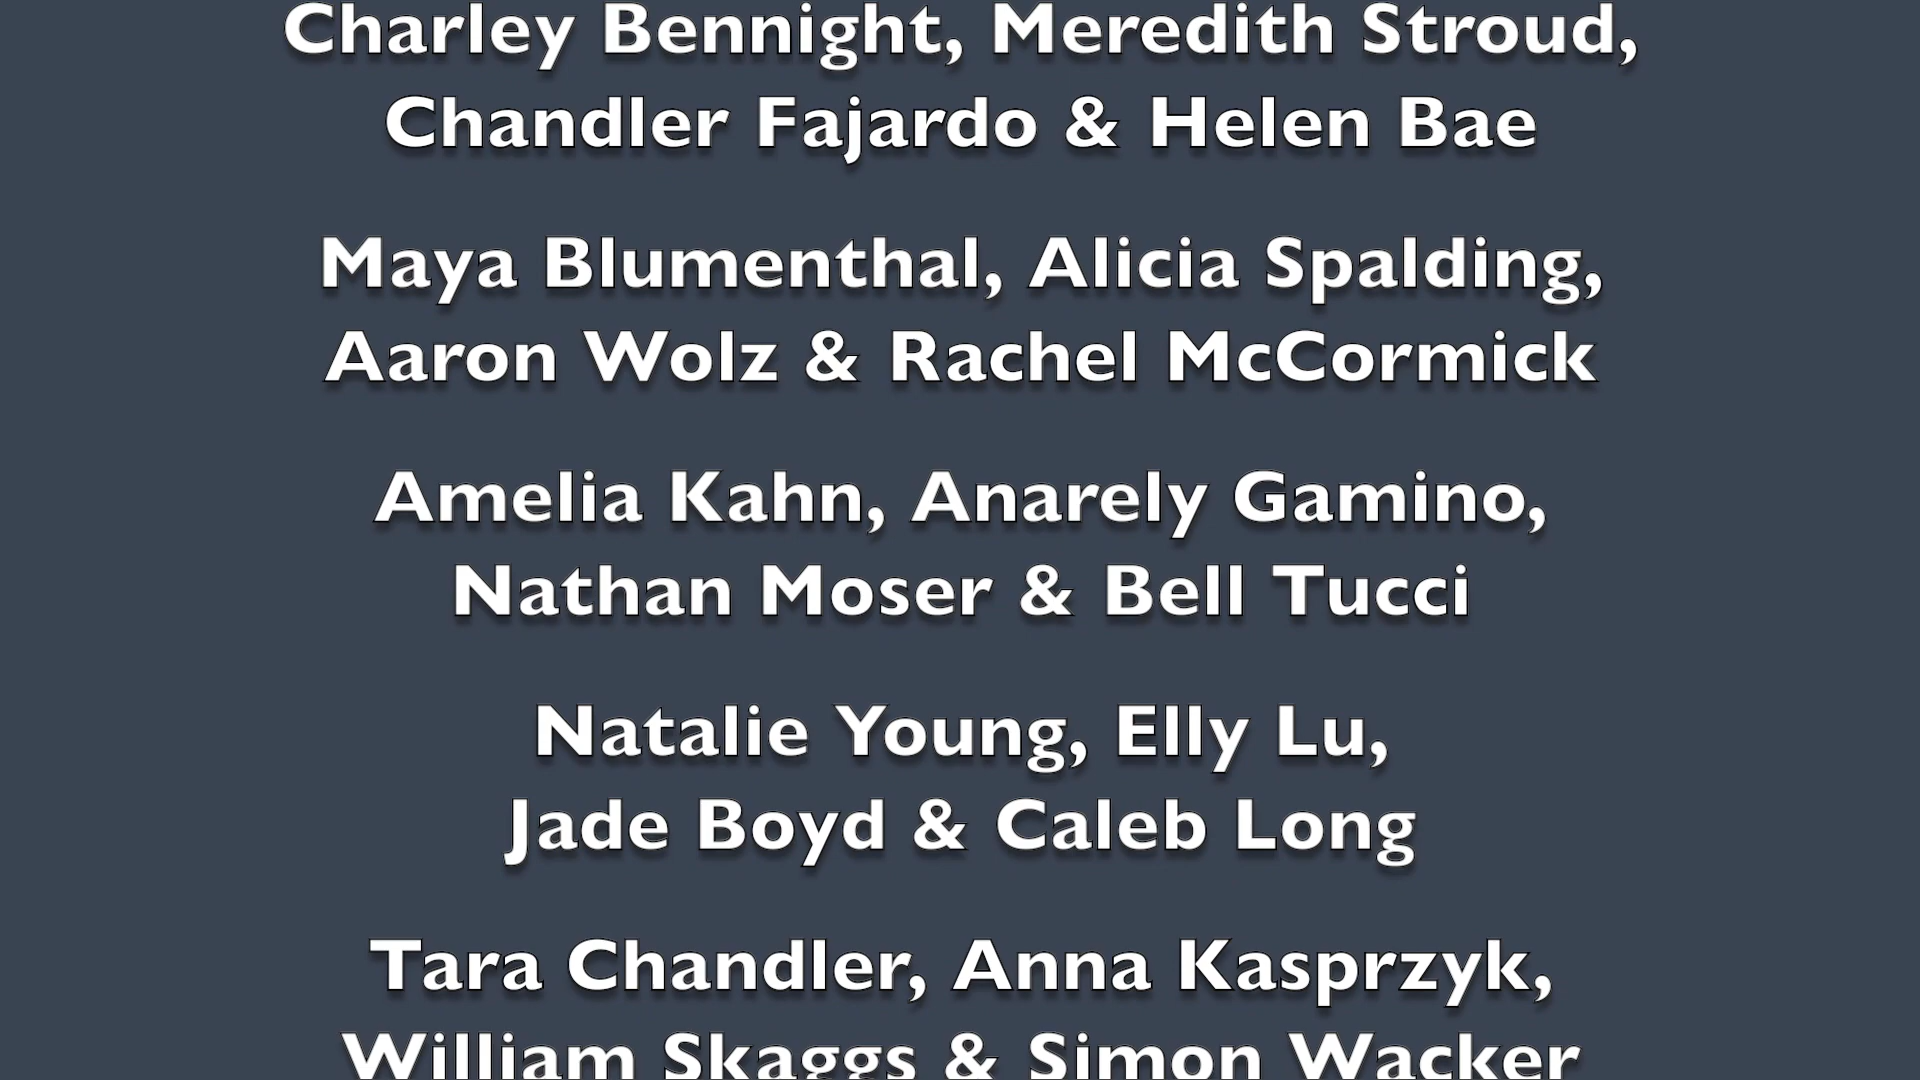 Charley Bennight, Meredith Stroud,
Chandler Fajardo & Helen Bae
Maya Blumenthal, Alicia Spalding,
Aaron Wolz & Rachel McCormick
Amelia Kahn, Anarely Gamino,
Nathan Moser & Bell Tucci
Natalie Young, Elly Lu,
Jade Boyd & Caleb Long
Tara Chandler, Anna Kasprzyk,
William Skaggs & Simon Wacker